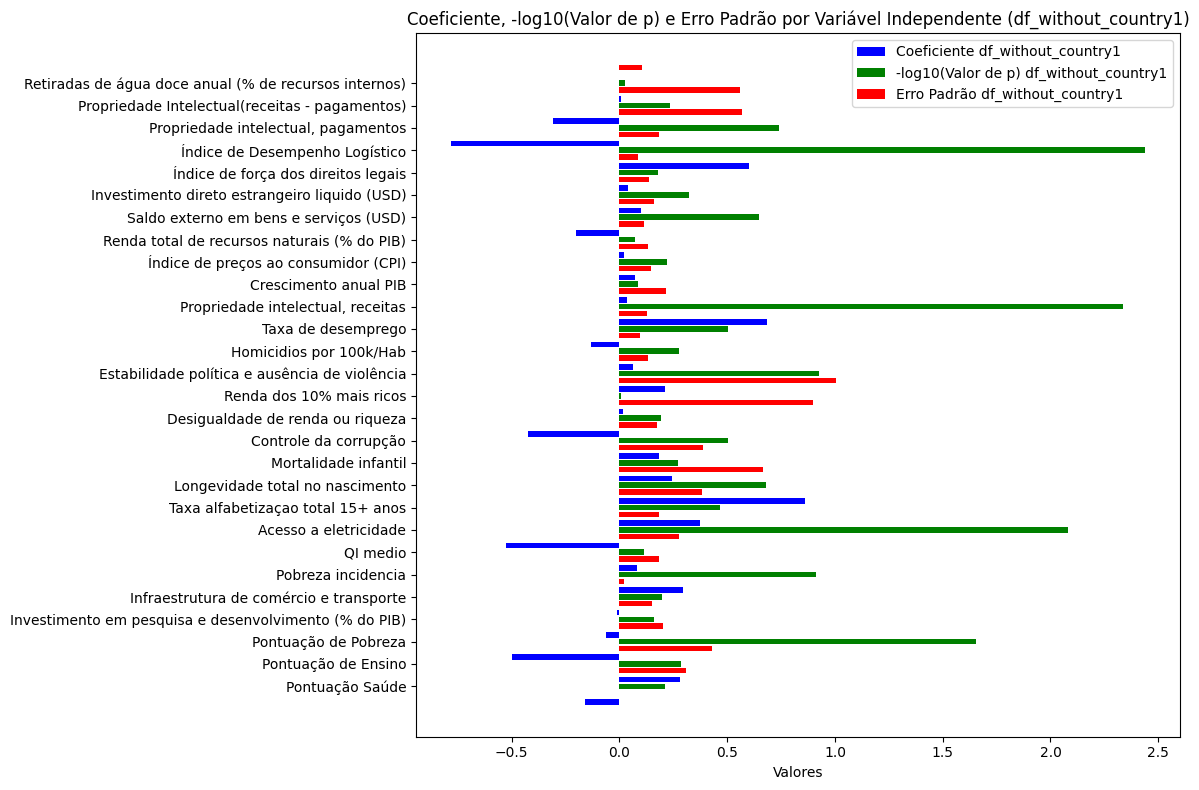 Coeficiente, -log10(Valor de p) e Erro Padrão por Variável Independente (df_without_country1)
Coeficiente df_without_country1
-log10(Valor de p) df_without_country1
Erro Padrão df_without_country1
Retiradas de água doce anual (% de recursos internos)
Propriedade Intelectual(receitas - pagamentos)
Propriedade intelectual, pagamentos
Índice de Desempenho Logístico
Índice de força dos direitos legais
Investimento direto estrangeiro liquido (USD)
Saldo externo em bens e serviços (USD)
Renda total de recursos naturais (% do PIB)
Índice de preços ao consumidor (CPI)
Crescimento anual PIB
Propriedade intelectual, receitas
Taxa de desemprego
Homicidios por 100k/Hab
Estabilidade política e ausência de violência
Renda dos 10% mais ricos
Desigualdade de renda ou riqueza
Controle da corrupção
Mortalidade infantil
Longevidade total no nascimento
Taxa alfabetizaçao total 15+ anos
Acesso a eletricidade
QI medio
Pobreza incidencia
Infraestrutura de comércio e transporte
Investimento em pesquisa e desenvolvimento (% do PIB)
Pontuação de Pobreza
Pontuação de Ensino
Pontuação Saúde
−0.5 0.0 0.5 1.0 1.5 2.0 2.5
Valores